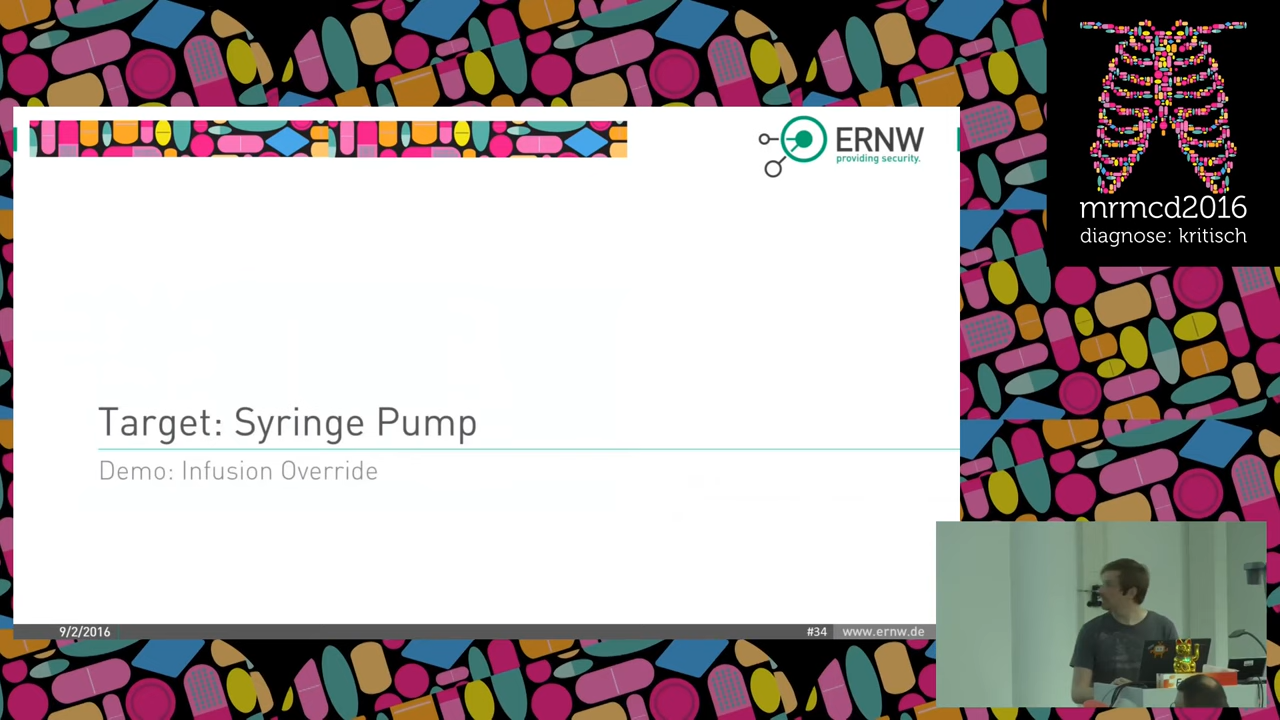 ERNW
providing security.
mrmcd2016
diagnose: kritisch
Target: Syringe Pump
Demo: Infusion Override
9/2/2016
#34
www.ernw.de